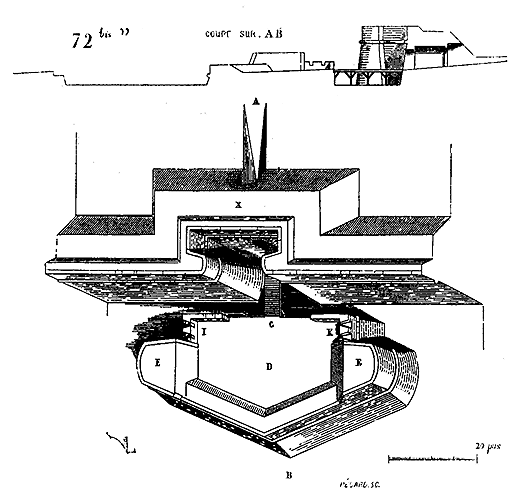 72 bis
COUPE SUR. AB
A
X
C
I K
D
E E
20 pas
B
PÉGARD. SC.